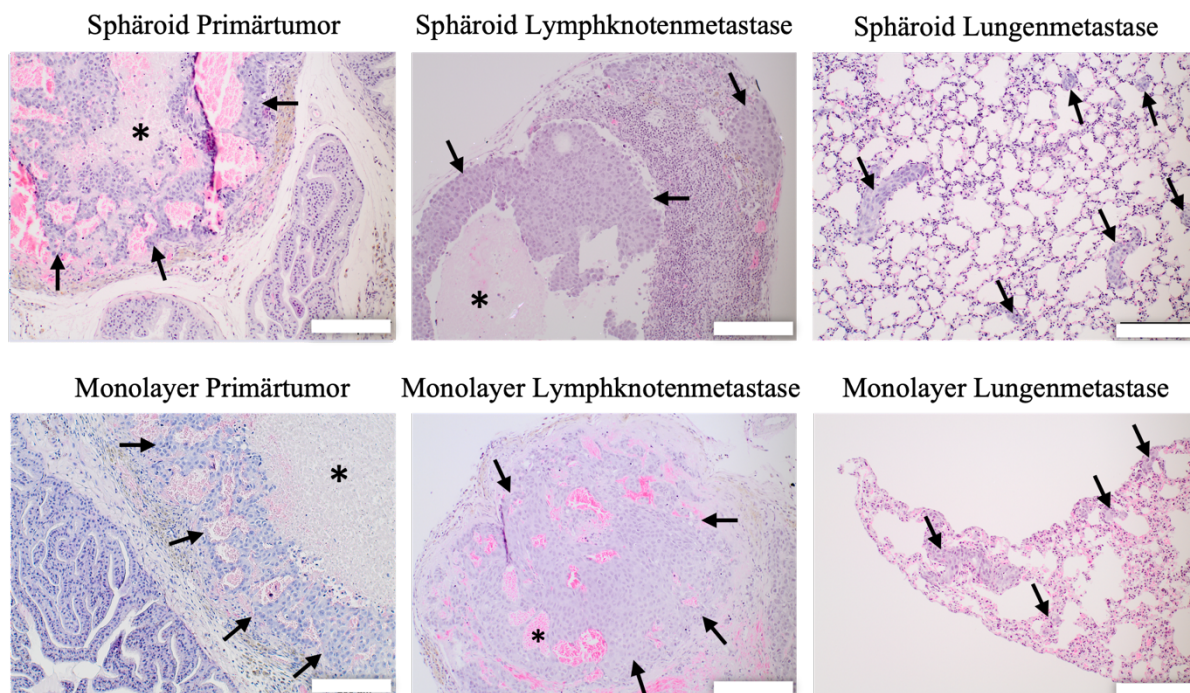 Sphäroid Primärtumor
Sphäroid Lymphknotenmetastase
Sphäroid Lungenmetastase
*
*
Monolayer Primärtumor
Monolayer Lymphknotenmetastase
Monolayer Lungenmetastase
*
*